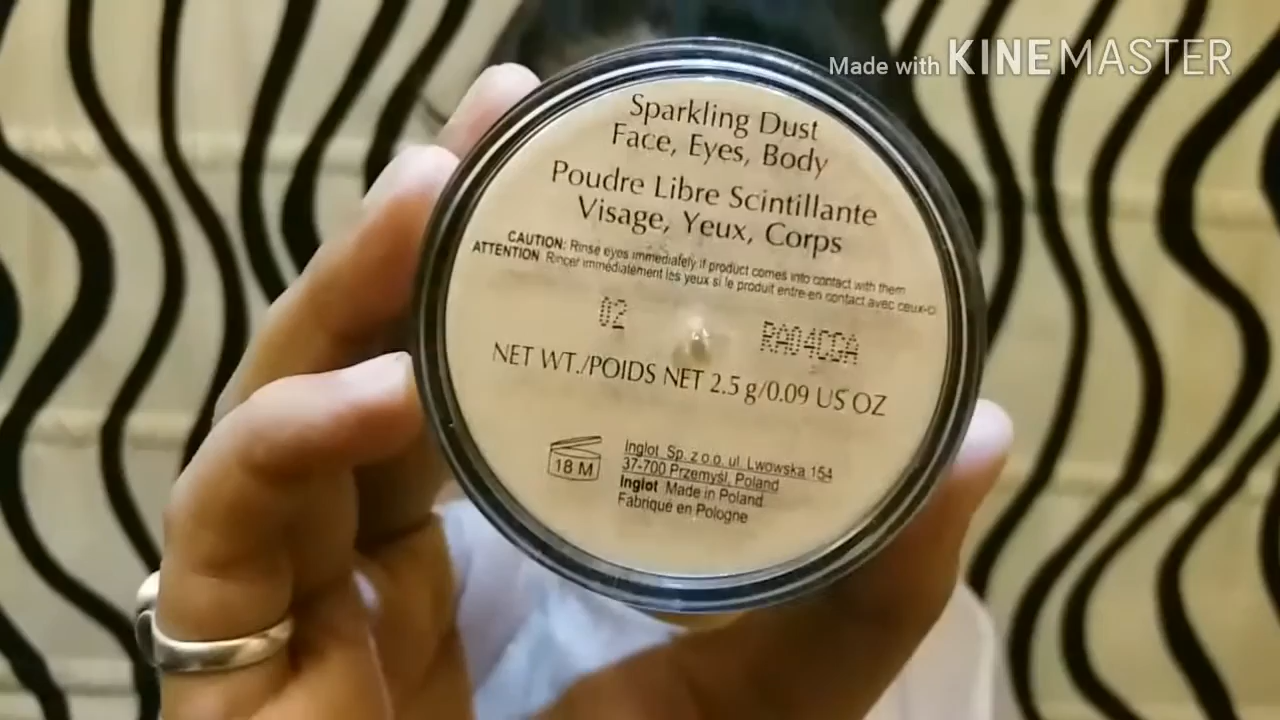 Made with KINEMASTER
Sparkling Dust
Face, Eyes, Body
Poudre Libre Scintillante
Visage, Yeux, Corps
CAUTION: Rinse eyes immediately if product comes into contact with them
ATTENTION Rincer immédiatement les yeux si le produit entre en contact avec ceux-ci
02
NET WT./POIDS NET 2.5 g/0.09 US OZ
18 M
Inglot Sp. z o.o. ul. Lwowska 154
37-700 Przemyśl, Poland
Inglot Made in Poland
Fabriqué en Pologne